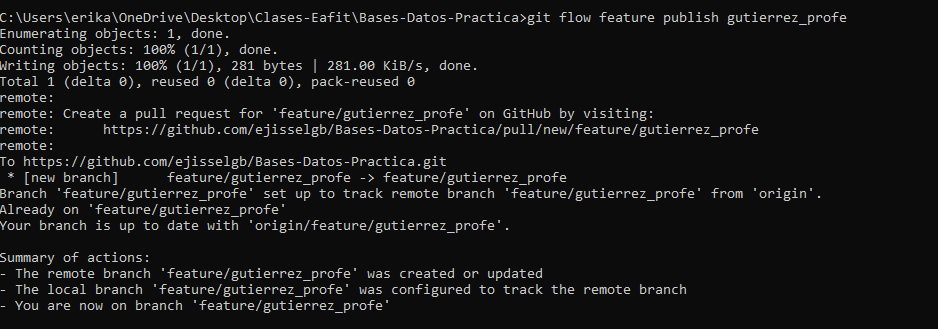 C:\Users\erika\OneDrive\Desktop\Clases-Eafit\Bases-Datos-Practica>git flow feature publish gutierrez_profe
Enumerating objects: 1, done.
Counting objects: 100% (1/1), done.
Writing objects: 100% (1/1), 281 bytes | 281.00 KiB/s, done.
Total 1 (delta 0), reused 0 (delta 0), pack-reused 0
remote:
remote: Create a pull request for 'feature/gutierrez_profe' on GitHub by visiting:
remote:      https://github.com/ejisselgb/Bases-Datos-Practica/pull/new/feature/gutierrez_profe
remote:
To https://github.com/ejisselgb/Bases-Datos-Practica.git
 * [new branch]      feature/gutierrez_profe -> feature/gutierrez_profe
Branch 'feature/gutierrez_profe' set up to track remote branch 'feature/gutierrez_profe' from 'origin'.
Already on 'feature/gutierrez_profe'
Your branch is up to date with 'origin/feature/gutierrez_profe'.

Summary of actions:
- The remote branch 'feature/gutierrez_profe' was created or updated
- The local branch 'feature/gutierrez_profe' was configured to track the remote branch
- You are now on branch 'feature/gutierrez_profe'